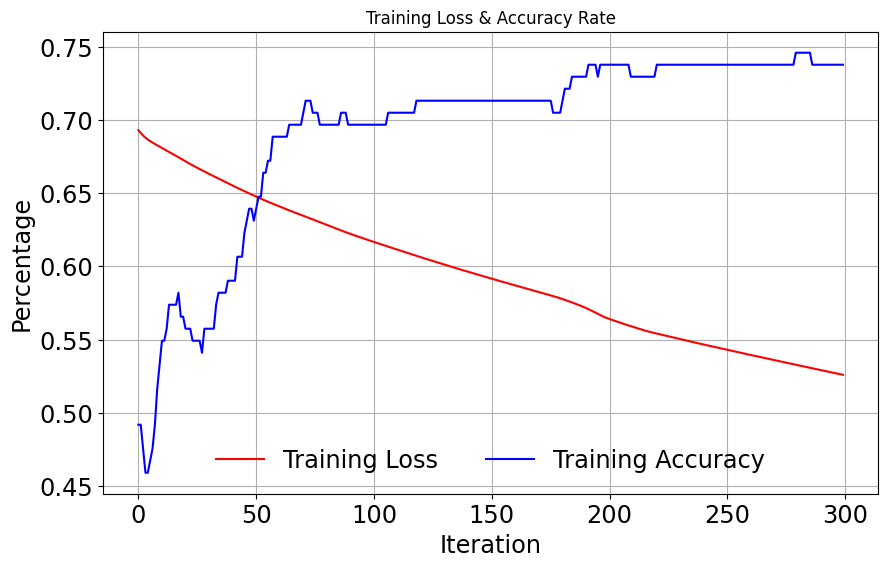 Training Loss & Accuracy Rate
0.75
0.70
0.65
0.60
0.55
0.50
0.45
Percentage
Training Loss
Training Accuracy
0 50 100 150 200 250 300
Iteration